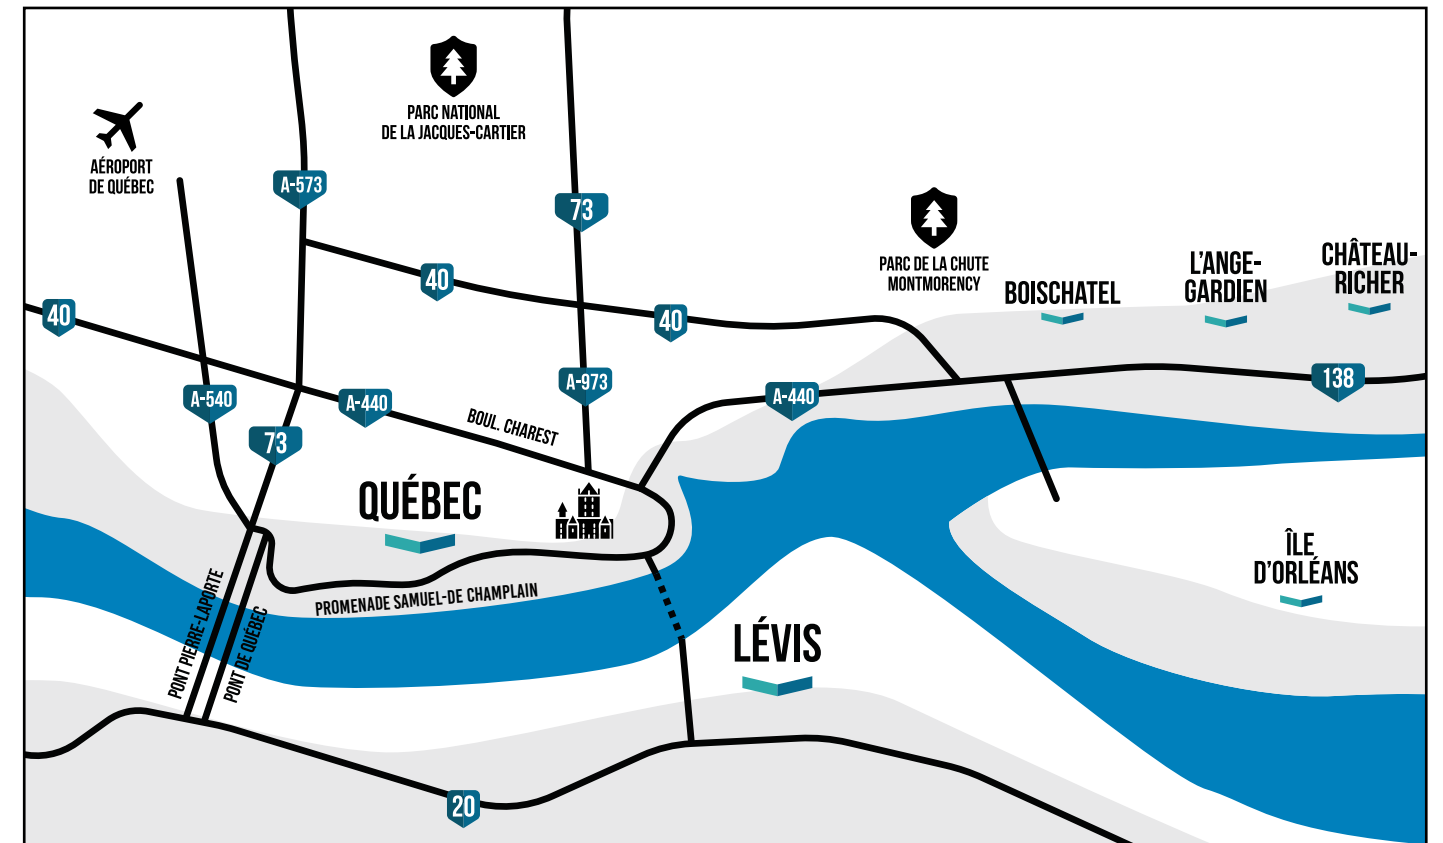 PARC NATIONAL
DE LA JACQUES-CARTIER
AÉROPORT
DE QUÉBEC
A-573
73
PARC DE LA CHUTE
MONTMORENCY
BOISCHATEL
L'ANGE-
GARDIEN
CHÂTEAU-
RICHER
40
40
40
A-540
A-440
A-973
A-440
138
73
BOUL. CHAREST
QUÉBEC
ÎLE
D'ORLÉANS
PROMENADE SAMUEL-DE CHAMPLAIN
PONT PIERRE-LAPORTE
PONT DE QUÉBEC
LÉVIS
20